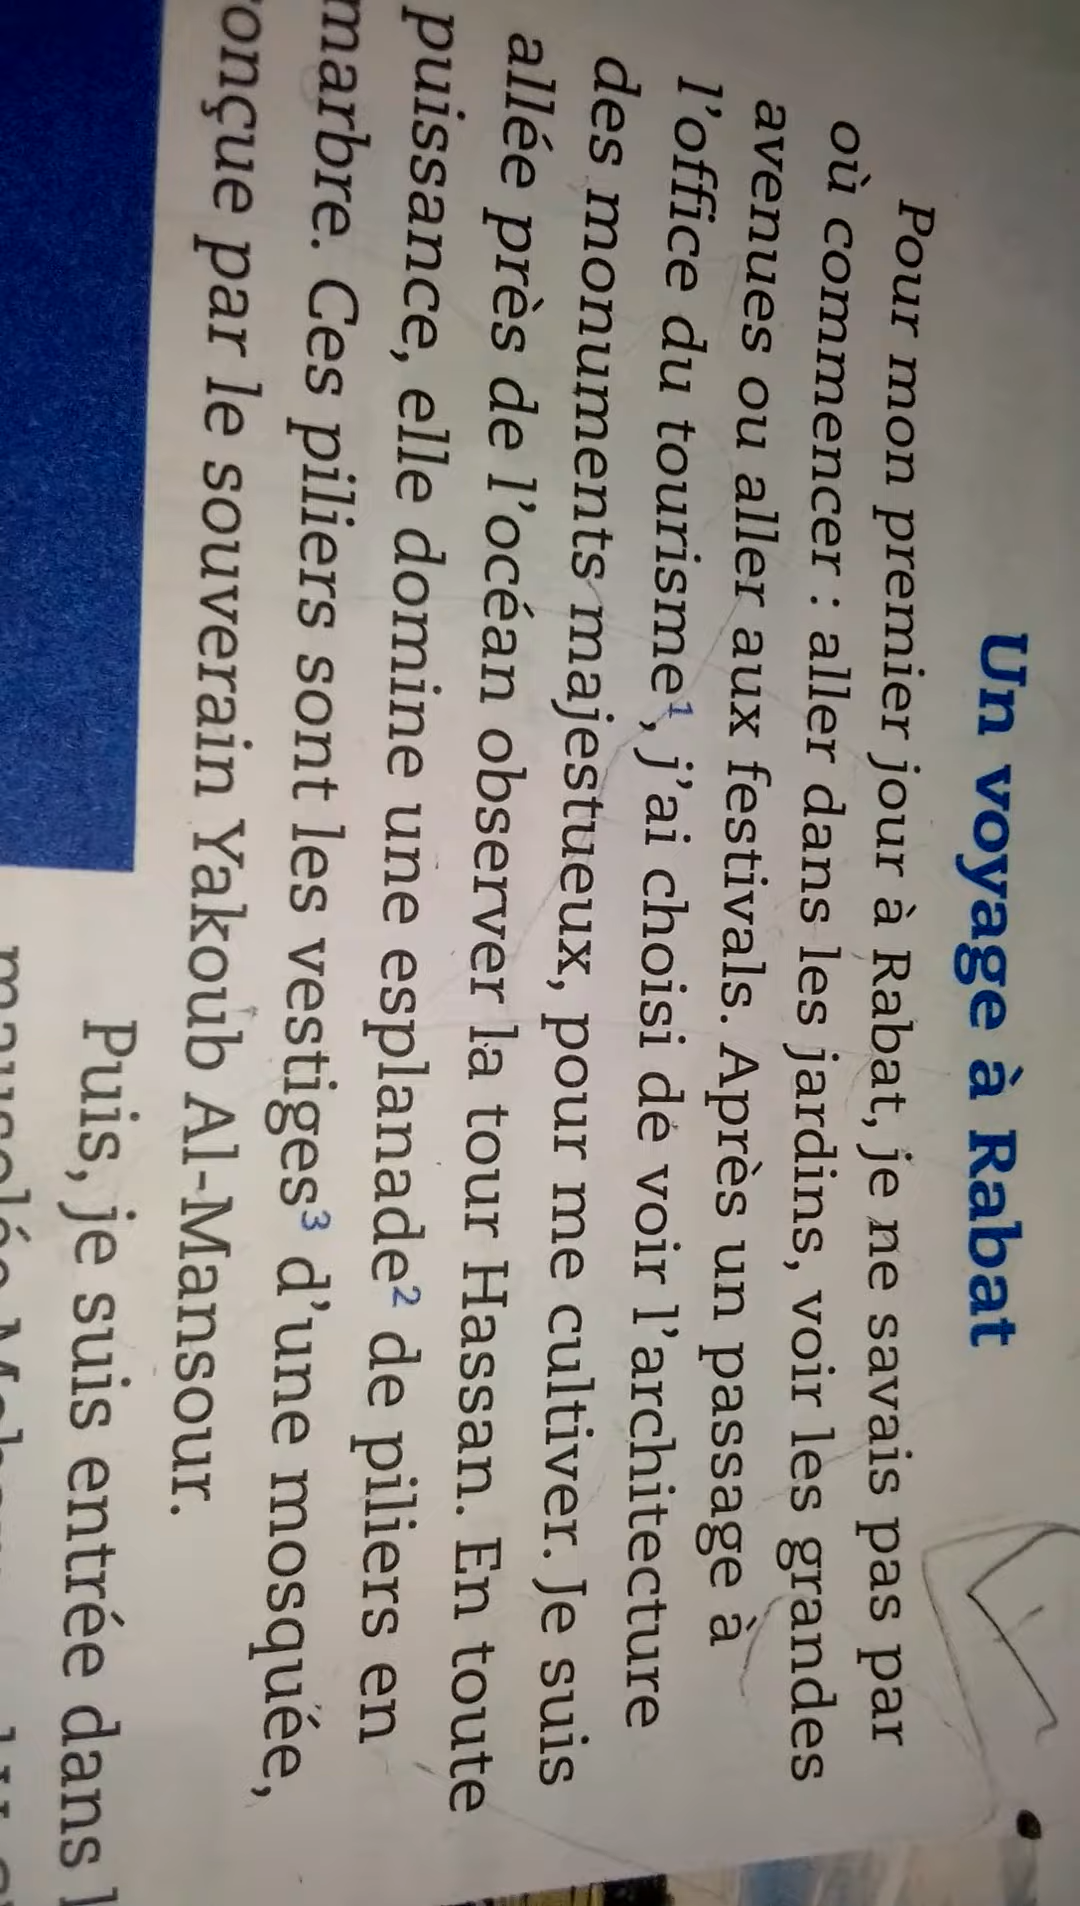 Un voyage à Rabat
Pour mon premier jour à Rabat, je ne savais pas par
où commencer : aller dans les jardins, voir les grandes
avenues ou aller aux festivals. Après un passage à
l'office du tourisme¹, j'ai choisi de voir l'architecture
des monuments majestueux, pour me cultiver. Je suis
allée près de l'océan observer la tour Hassan. En toute
puissance, elle domine une esplanade² de piliers en
marbre. Ces piliers sont les vestiges³ d'une mosquée,
onçue par le souverain Yakoub Al-Mansour.
Puis, je suis entrée dans l